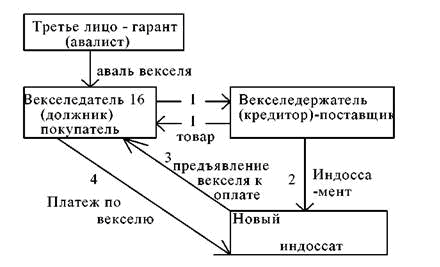 Третье лицо - гарант
(авалист)
аваль векселя
Векселедатель 16
(должник)
покупатель
1
1
товар
Векселедержатель
(кредитор)-поставщик
3
предъявление
векселя к
оплате
4
Платеж по
векселю
2
Индосса
-мент
Новый
индоссат